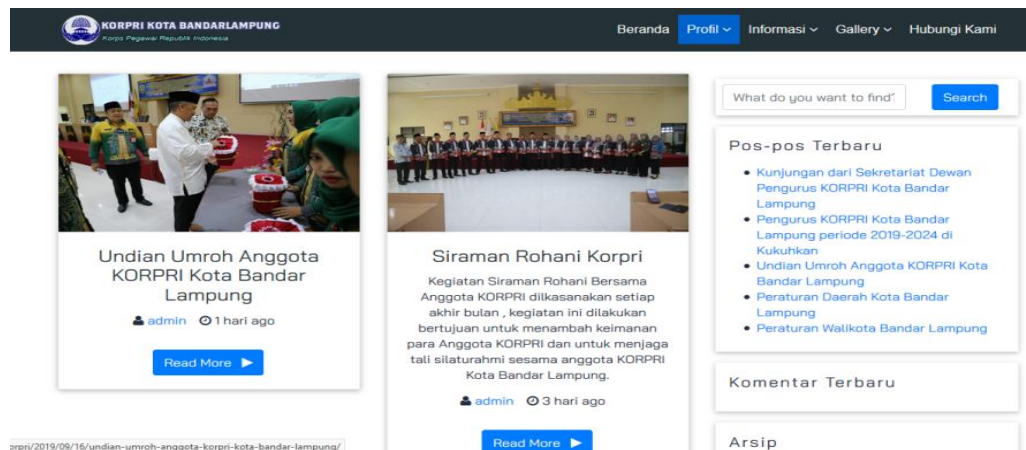 KORPRI KOTA BANDARLAMPUNG
Korps Pegawai Republik Indonesia
Beranda
Profil
Informasi
Gallery
Hubungi Kami
Undian Umroh Anggota
KORPRI Kota Bandar
Lampung
admin 1 hari ago
Read More
Siraman Rohani Korpri
Kegiatan Siraman Rohani Bersama
Anggota KORPRI dilkasanakan setiap
akhir bulan , kegiatan ini dilakukan
bertujuan untuk menambah keimanan
para Anggota KORPRI dan untuk menjaga
tali silaturahmi sesama anggota KORPRI
Kota Bandar Lampung.
admin 3 hari ago
Read More
What do you want to find?
Search
Pos-pos Terbaru
Kunjungan dari Sekretariat Dewan
Pengurus KORPRI Kota Bandar
Lampung
Pengurus KORPRI Kota Bandar
Lampung periode 2019-2024 di
Kukuhkan
Undian Umroh Anggota KORPRI Kota
Bandar Lampung
Peraturan Daerah Kota Bandar
Lampung
Peraturan Walikota Bandar Lampung
Komentar Terbaru
Arsip
orpri/2019/09/16/undian-umroh-anggota-korpri-kota-bandar-lampung/